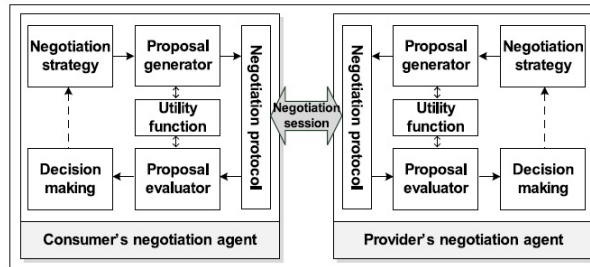 Negotiation
strategy
Proposal
generator
Negotiation protocol
Utility
function
Decision
making
Proposal
evaluator
Consumer's negotiation agent
Negotiation
session
Negotiation protocol
Proposal
generator
Negotiation
strategy
Utility
function
Proposal
evaluator
Decision
making
Provider's negotiation agent